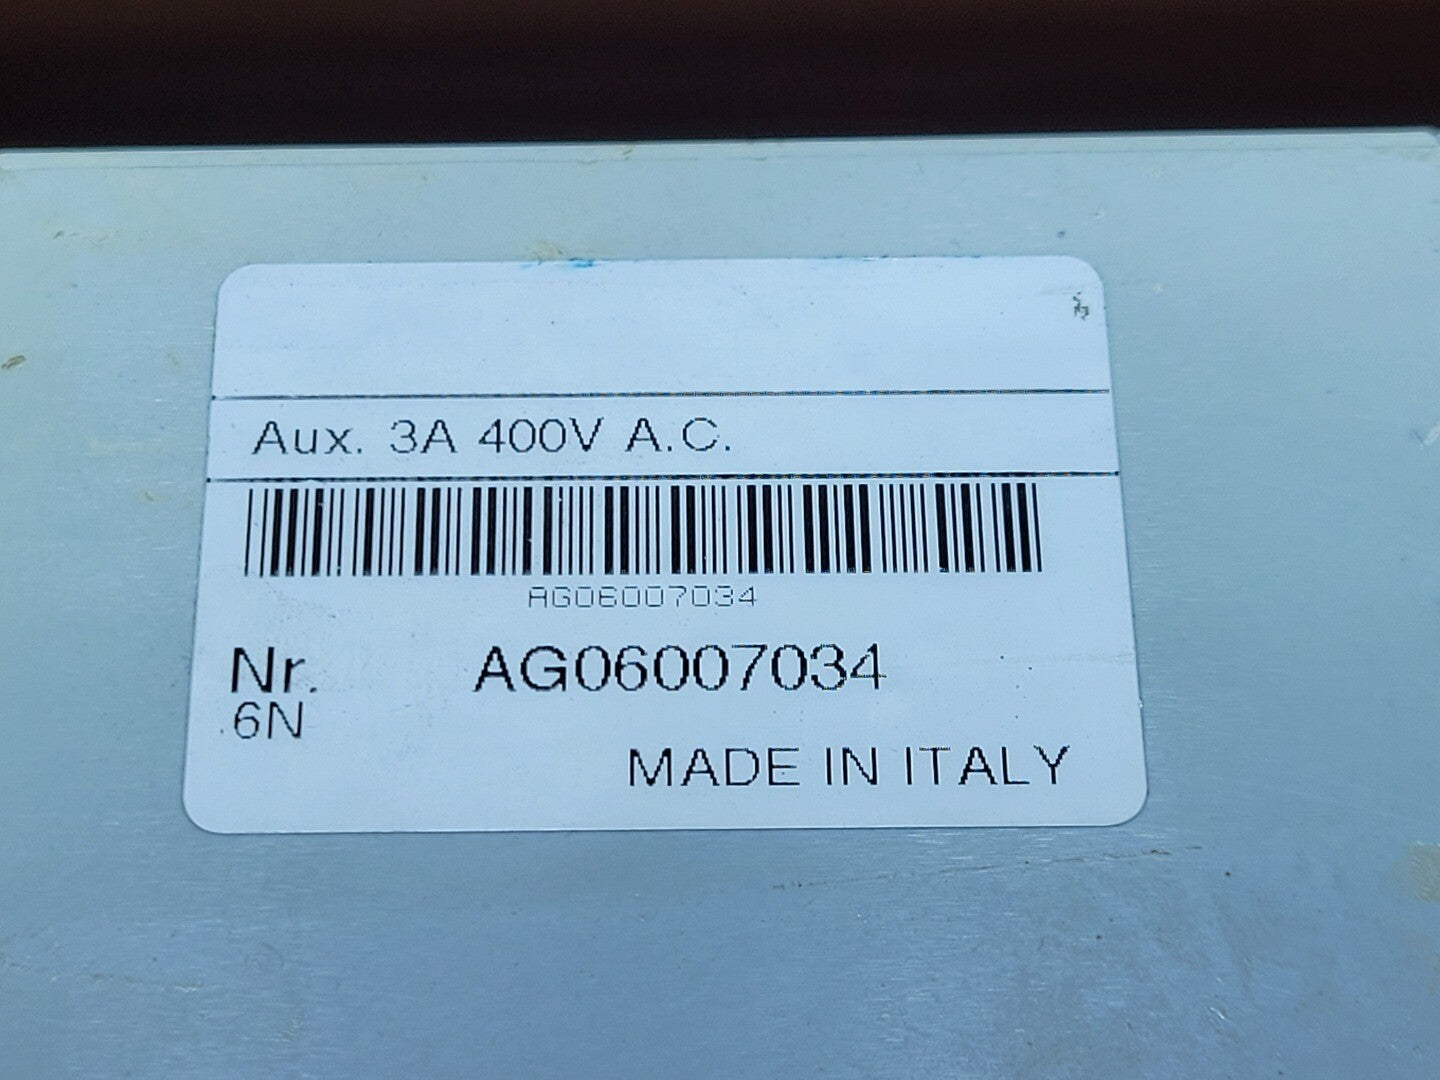 Aux. 3A 400V A.C.
AG06007034
Nr. AG06007034
6N
MADE IN ITALY